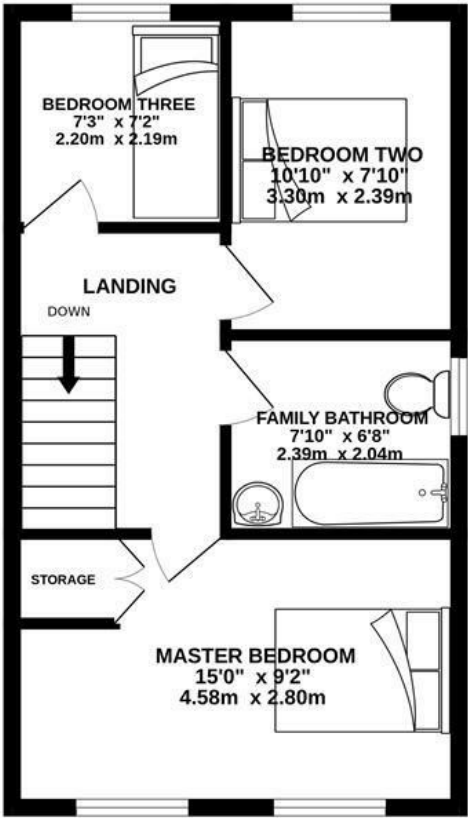 BEDROOM THREE
7'3" x 7'2"
2.20m x 2.19m
BEDROOM TWO
10'10" x 7'10"
3.30m x 2.39m
LANDING
DOWN
FAMILY BATHROOM
7'10" x 6'8"
2.39m x 2.04m
STORAGE
MASTER BEDROOM
15'0" x 9'2"
4.58m x 2.80m